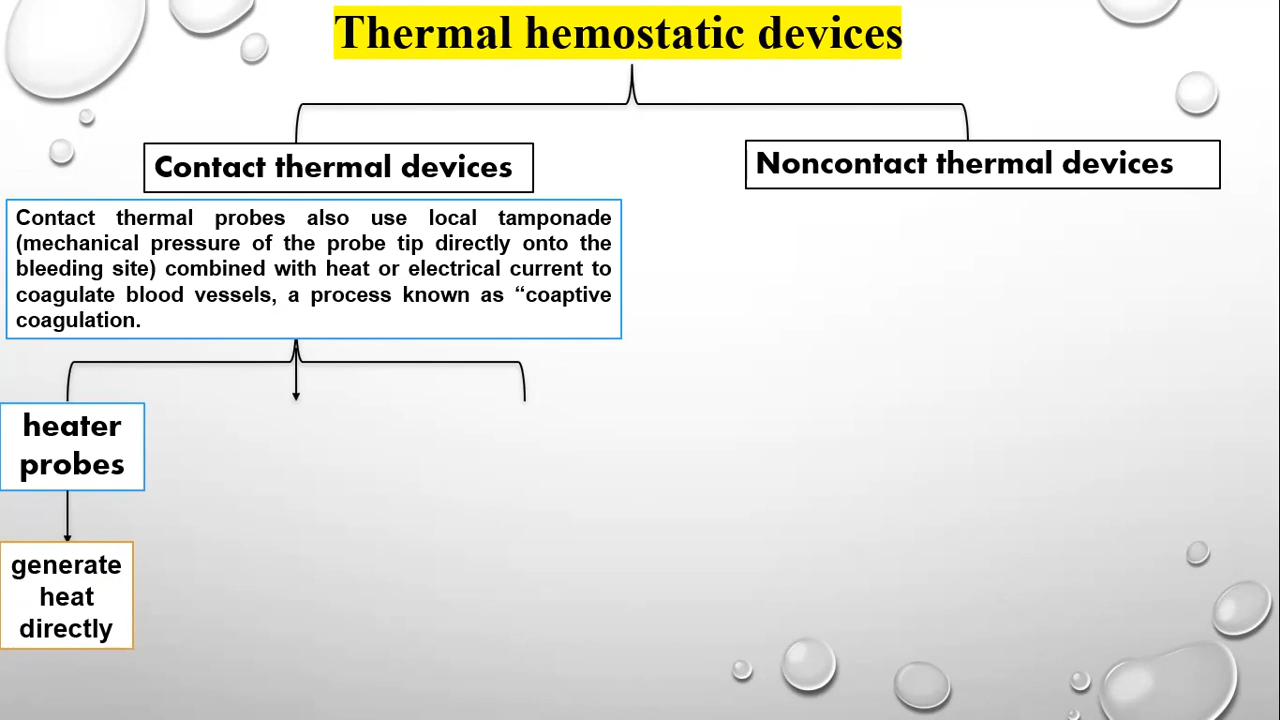 Thermal hemostatic devices
Contact thermal devices
Noncontact thermal devices
Contact thermal probes also use local tamponade
(mechanical pressure of the probe tip directly onto the
bleeding site) combined with heat or electrical current to
coagulate blood vessels, a process known as “coaptive
coagulation.
heater
probes
generate
heat
directly